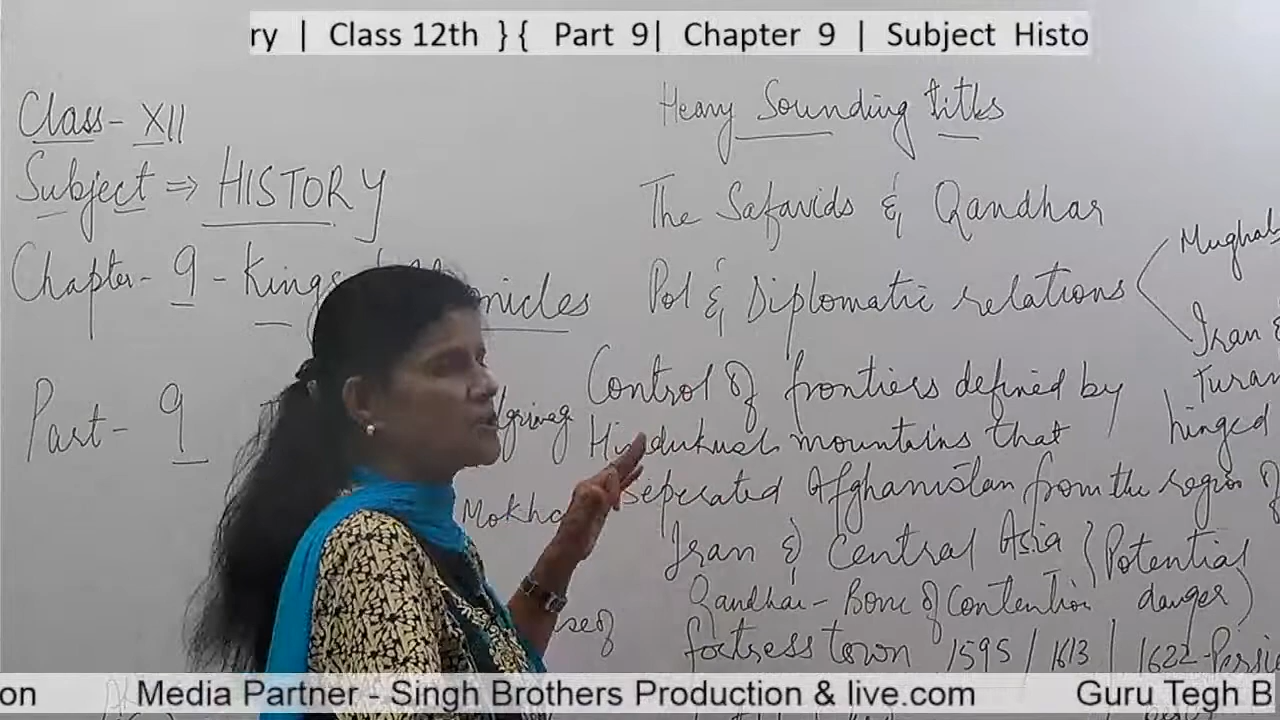 ry | Class 12th } { Part 9| Chapter 9 | Subject Histo
Class- XII
Subject ⇒ HISTORY
Chapter- 9 - Kings nicles
Part- 9
Mokha
Heavy Sounding titles
The Safavids & Qandhar
Pol & Diplomatic relations
Mughal
Iran &
Turan
hinged
Control of frontiers defined by
Hindukush mountains that
seperated Afghanistan from the region of
Iran & Central Asia (Potential
danger)
Qandhar - Bone of Contention
fortress town 1595 / 1613 / 1622-Persi
on Media Partner - Singh Brothers Production & live.com Guru Tegh B